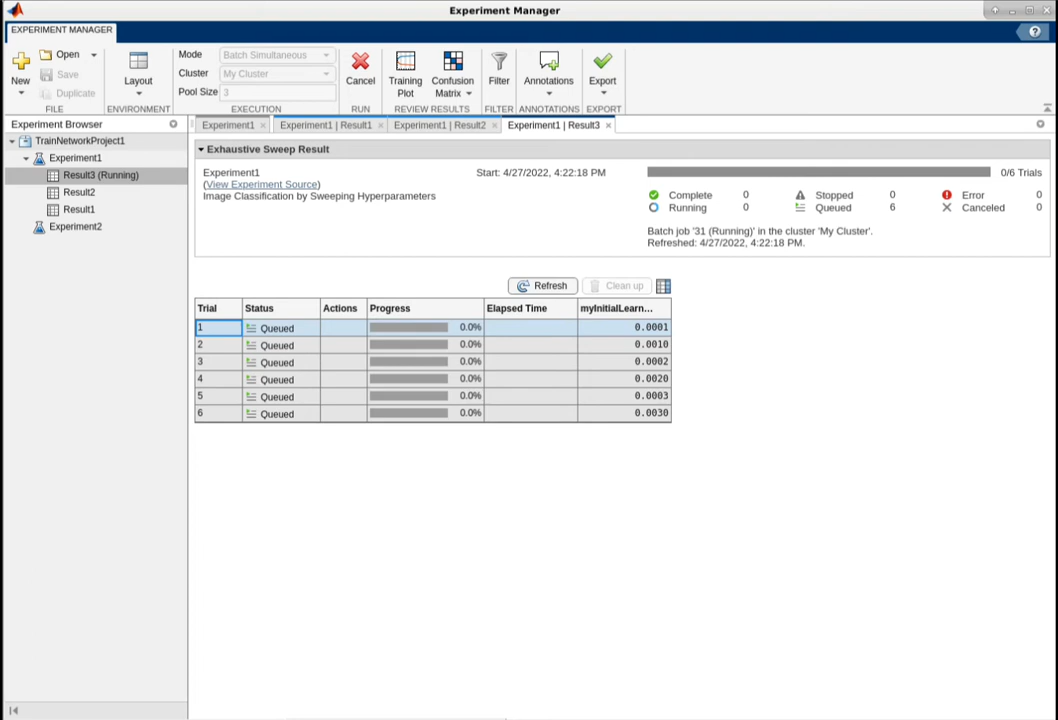 Experiment Manager
EXPERIMENT MANAGER
?
New
Open
Save
Duplicate
FILE
Layout
ENVIRONMENT
Mode Batch Simultaneous
Cluster My Cluster
Pool Size 3
EXECUTION
Cancel
RUN
Training Plot
Confusion Matrix
REVIEW RESULTS
Filter
FILTER
Annotations
ANNOTATIONS
Export
EXPORT
Experiment Browser
TrainNetworkProject1
Experiment1
Result3 (Running)
Result2
Result1
Experiment2
Experiment1 × Experiment1 | Result1 × Experiment1 | Result2 × Experiment1 | Result3 ×
Exhaustive Sweep Result
Experiment1 Start: 4/27/2022, 4:22:18 PM
(View Experiment Source)
Image Classification by Sweeping Hyperparameters
0/6 Trials
Complete 0 Stopped 0 Error 0
Running 0 Queued 6 Canceled 0
Batch job '31 (Running)' in the cluster 'My Cluster'.
Refreshed: 4/27/2022, 4:22:18 PM.
Refresh Clean up
Trial Status Actions Progress Elapsed Time myInitialLearn...
1 Queued 0.0% 0.0001
2 Queued 0.0% 0.0010
3 Queued 0.0% 0.0002
4 Queued 0.0% 0.0020
5 Queued 0.0% 0.0003
6 Queued 0.0% 0.0030